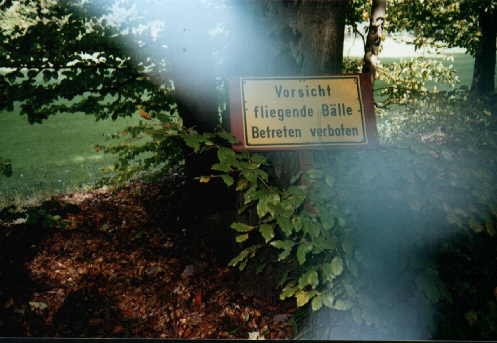 Vorsicht
fliegende Bälle
Betreten verboten